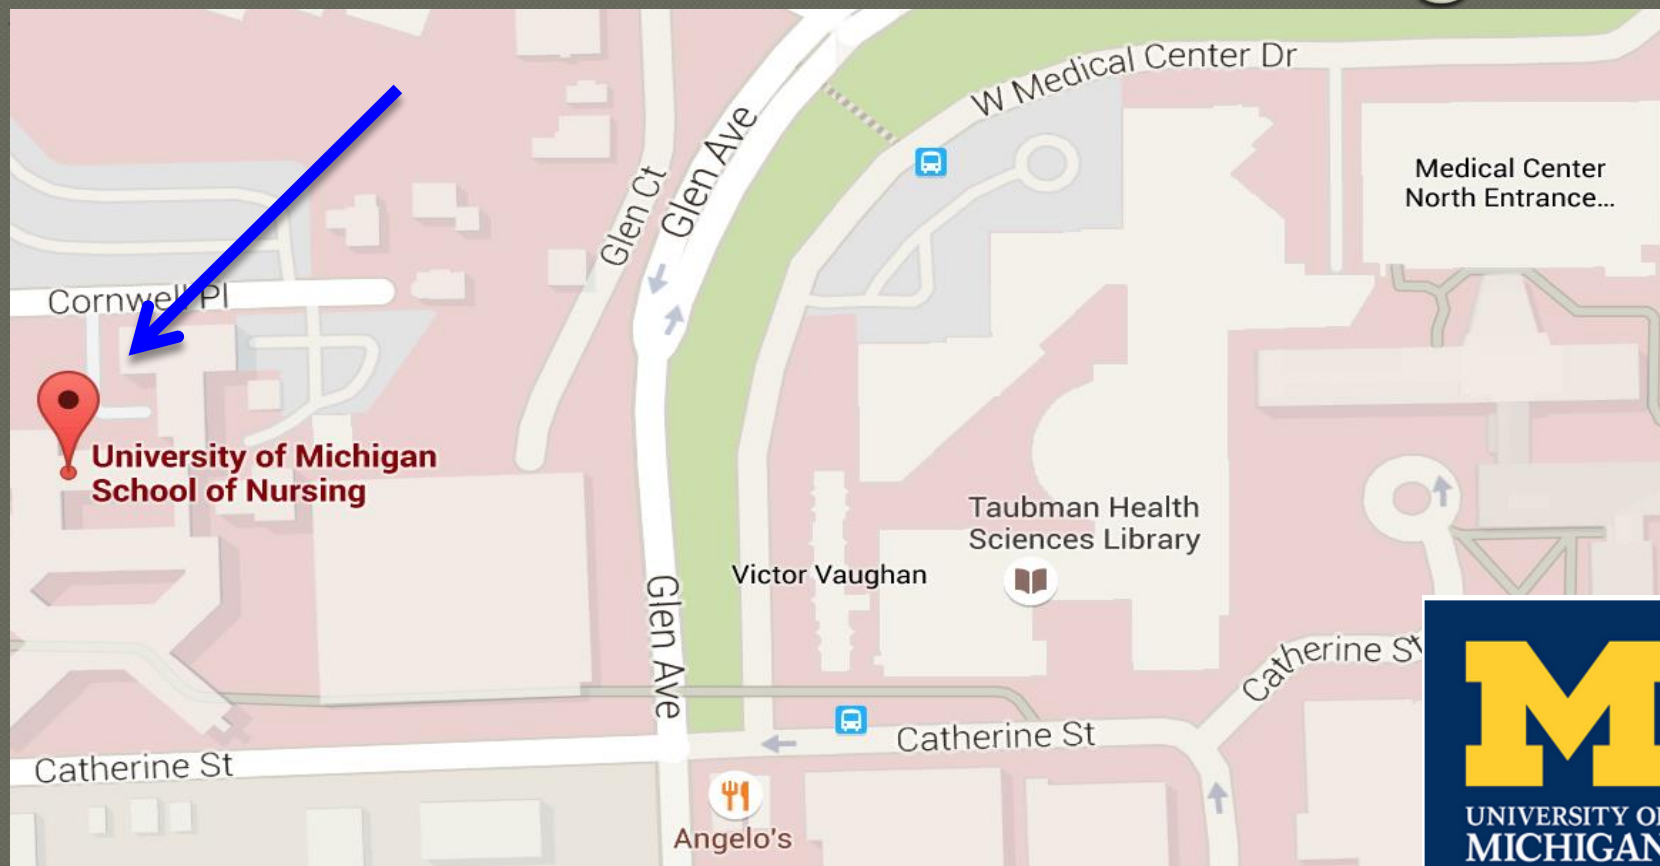 W Medical Center Dr
Glen Ave
Glen Ct
Medical Center
North Entrance...
Cornwell Pl
University of Michigan
School of Nursing
Taubman Health
Sciences Library
Victor Vaughan
Glen Ave
Catherine St
Catherine St
Catherine St
Angelo's
M
UNIVERSITY OF
MICHIGAN